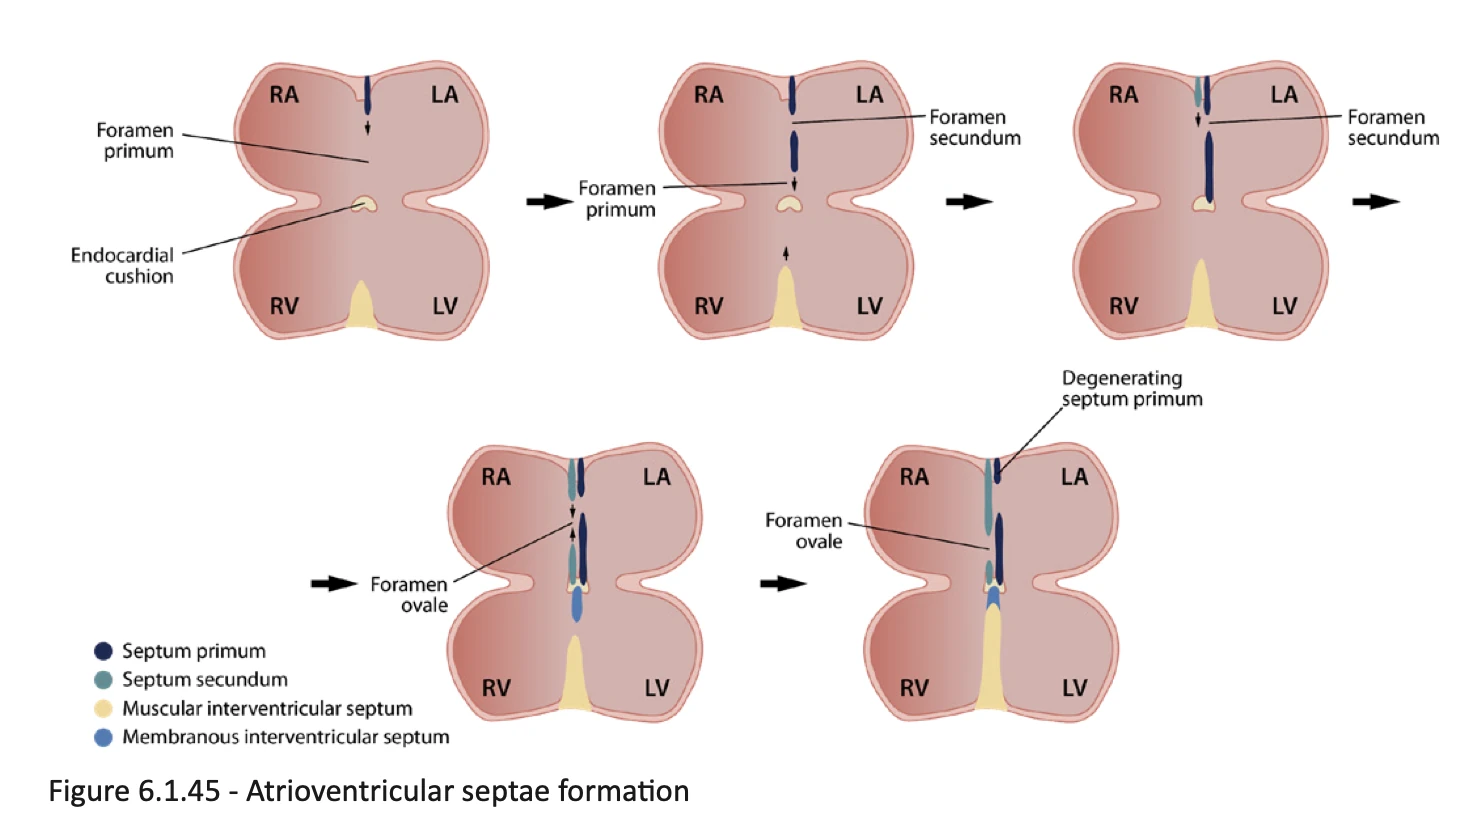 RA
LA
Foramen
primum
Endocardial
cushion
RV
LV
RA
LA
Foramen
secundum
Foramen
primum
RV
LV
RA
LA
Foramen
secundum
RV
LV
RA
LA
Foramen
ovale
RV
LV
Degenerating
septum primum
RA
LA
Foramen
ovale
RV
LV
Septum primum
Septum secundum
Muscular interventricular septum
Membranous interventricular septum
Figure 6.1.45 - Atrioventricular septae formation